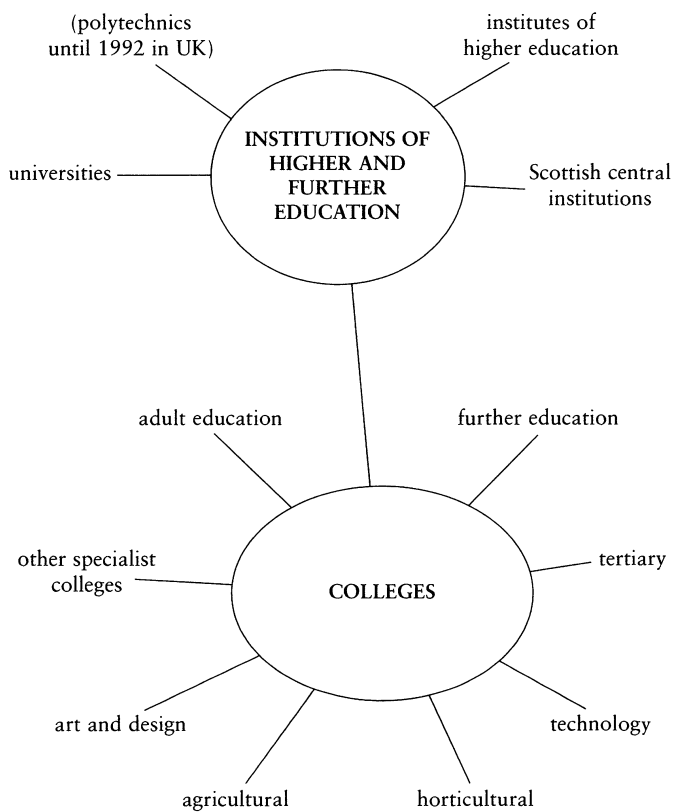 (polytechnics
until 1992 in UK)
institutes of
higher education
INSTITUTIONS OF
HIGHER AND
FURTHER
EDUCATION
universities
Scottish central
institutions
adult education
further education
other specialist
colleges
COLLEGES
tertiary
art and design
technology
agricultural
horticultural